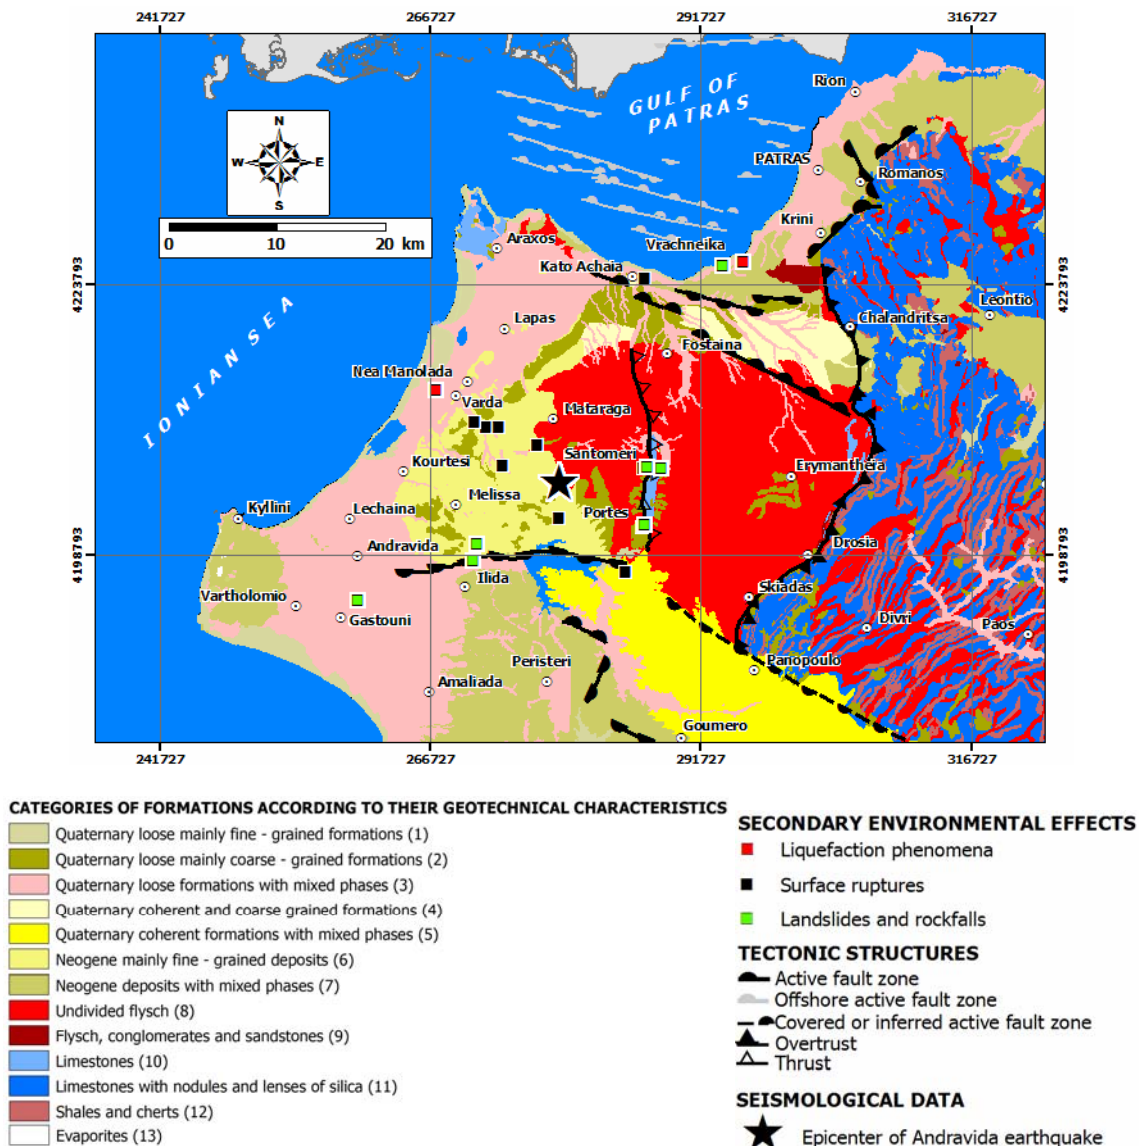 241727 266727 291727 316727
Rion
GULF OF
PATRAS
N
W E
S
PATRAS
Romanos
0 10 20 km
Krini
Araxos
Vrachneika
Kato Achaia
4223793 4223793
Leontio
Lapas
Chalandritsa
IONIAN SEA
Fostaina
Nea Manolada
Varda
Mataraga
Santomeri
Kourtesi
Erymantheia
Melissa
Kyllini
Lechaina
Portes
Andravida
Drosia
4198793 4198793
Ilida
Vartholomio
Skiadas
Gastouni
Divri
Paos
Peristeri
Panopoulo
Amaliada
Goumero
241727 266727 291727 316727
CATEGORIES OF FORMATIONS ACCORDING TO THEIR GEOTECHNICAL CHARACTERISTICS
Quaternary loose mainly fine - grained formations (1)
Quaternary loose mainly coarse - grained formations (2)
Quaternary loose formations with mixed phases (3)
Quaternary coherent and coarse grained formations (4)
Quaternary coherent formations with mixed phases (5)
Neogene mainly fine - grained deposits (6)
Neogene deposits with mixed phases (7)
Undivided flysch (8)
Flysch, conglomerates and sandstones (9)
Limestones (10)
Limestones with nodules and lenses of silica (11)
Shales and cherts (12)
Evaporites (13)
SECONDARY ENVIRONMENTAL EFFECTS
Liquefaction phenomena
Surface ruptures
Landslides and rockfalls
TECTONIC STRUCTURES
Active fault zone
Offshore active fault zone
Covered or inferred active fault zone
Overtrust
Thrust
SEISMOLOGICAL DATA
Epicenter of Andravida earthquake